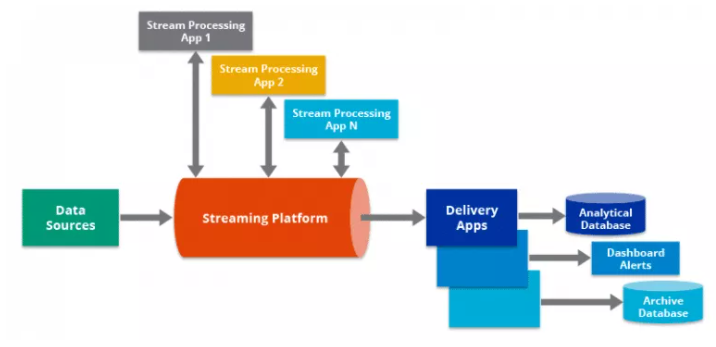 Stream Processing
App 1
Stream Processing
App 2
Stream Processing
App N
Data
Sources
Streaming Platform
Delivery
Apps
Analytical
Database
Dashboard
Alerts
Archive
Database